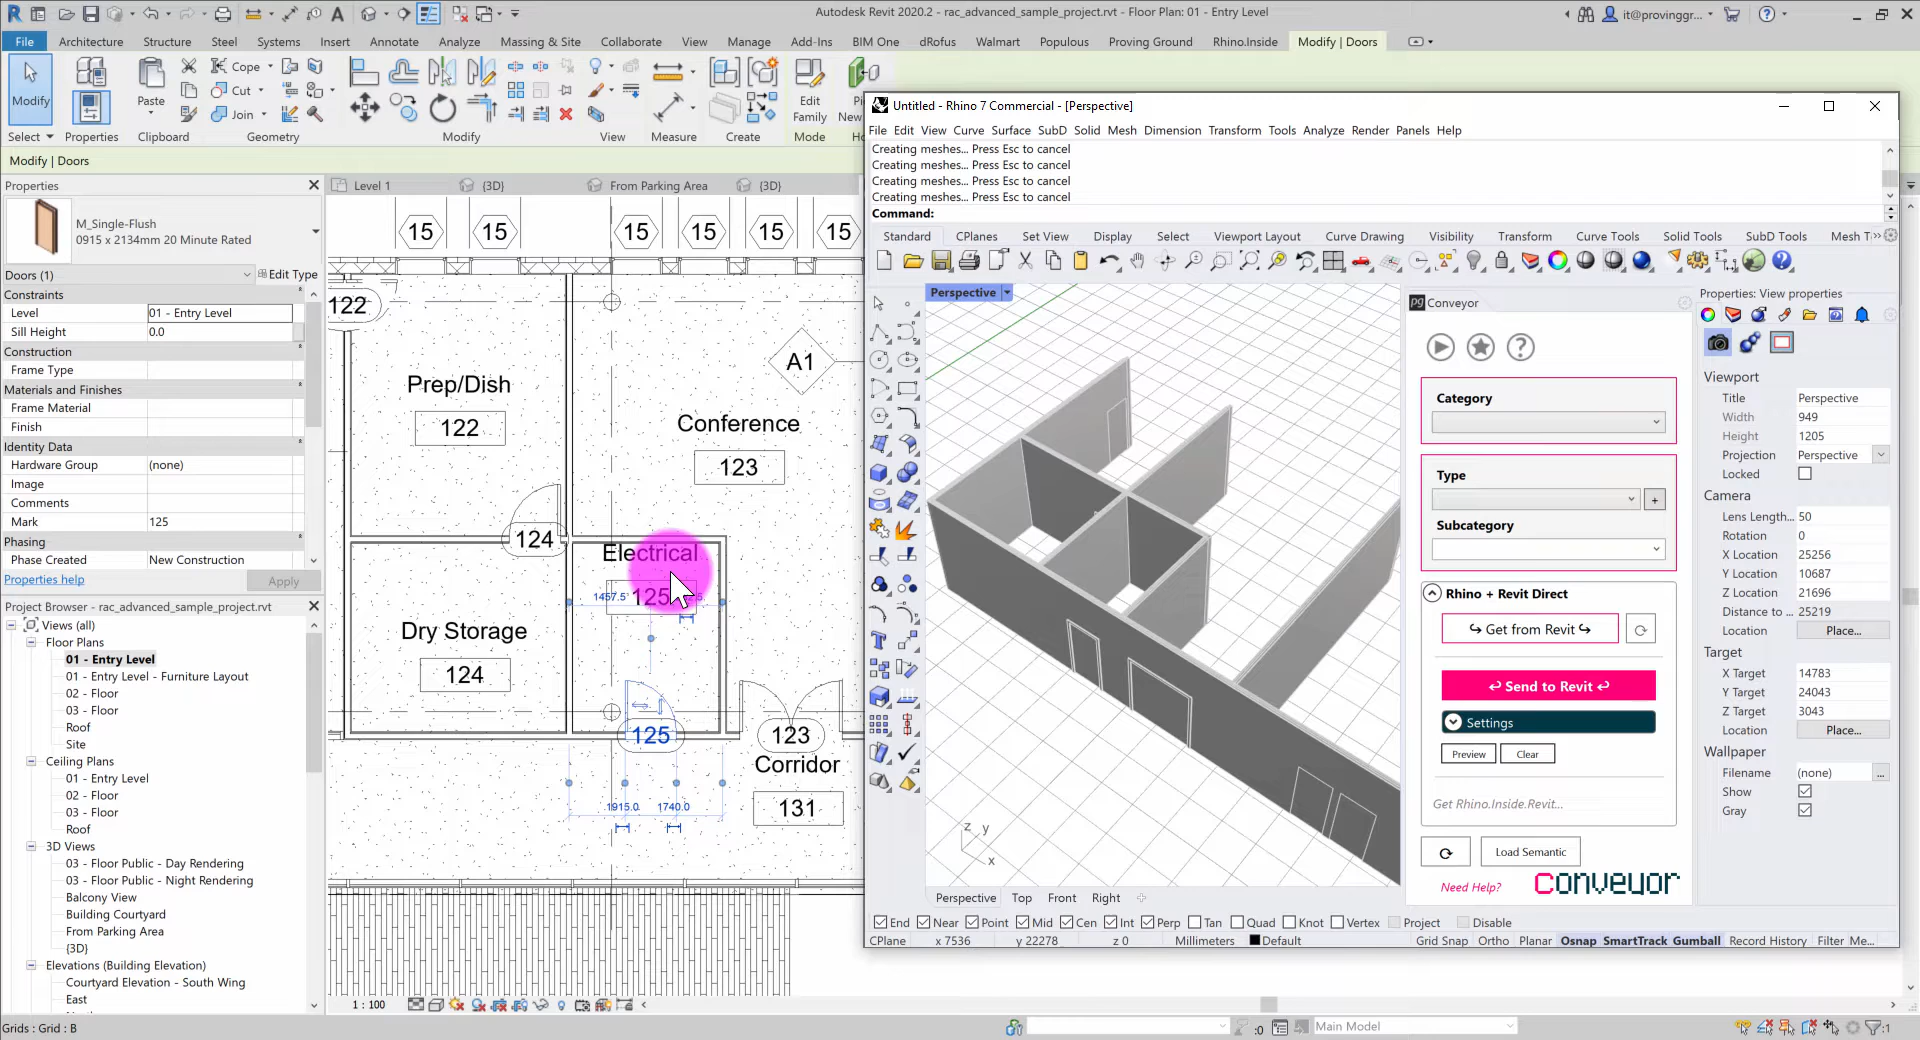 Autodesk Revit 2020.2 - rac_advanced_sample_project.rvt - Floor Plan: 01 - Entry Level
it@provinggr...
File Architecture Structure Steel Systems Insert Annotate Analyze Massing & Site Collaborate View Manage Add-Ins BIM One dRofus Walmart Populous Proving Ground Rhino.Inside Modify | Doors
Modify
Paste
Cope
Cut
Join
Edit
Family
Pi
New
Select Properties Clipboard Geometry Modify View Measure Create Mode
Modify | Doors
Properties
M_Single-Flush
0915 x 2134mm 20 Minute Rated
Doors (1) Edit Type
Constraints
Level 01 - Entry Level
Sill Height 0.0
Construction
Frame Type
Materials and Finishes
Frame Material
Finish
Identity Data
Hardware Group (none)
Image
Comments
Mark 125
Phasing
Phase Created New Construction
Properties help Apply
Project Browser - rac_advanced_sample_project.rvt
Views (all)
Floor Plans
01 - Entry Level
01 - Entry Level - Furniture Layout
02 - Floor
03 - Floor
Roof
Site
Ceiling Plans
01 - Entry Level
02 - Floor
03 - Floor
Roof
3D Views
03 - Floor Public - Day Rendering
03 - Floor Public - Night Rendering
Balcony View
Building Courtyard
From Parking Area
{3D}
Elevations (Building Elevation)
Courtyard Elevation - South Wing
East
Grids : Grid : B
Level 1 {3D} From Parking Area {3D}
15 15 15 15 15 15
122
Prep/Dish
122
A1
Conference
123
124
Electrical
1457.5 125
Dry Storage
124
125
123
Corridor
131
1915.0 1740.0
1 : 100
:0
Main Model
:1
Untitled - Rhino 7 Commercial - [Perspective]
File Edit View Curve Surface SubD Solid Mesh Dimension Transform Tools Analyze Render Panels Help
Creating meshes... Press Esc to cancel
Creating meshes... Press Esc to cancel
Creating meshes... Press Esc to cancel
Creating meshes... Press Esc to cancel
Command:
Standard CPlanes Set View Display Select Viewport Layout Curve Drawing Visibility Transform Curve Tools Solid Tools SubD Tools Mesh T
Perspective
z y
x
Perspective Top Front Right
End Near Point Mid Cen Int Perp Tan Quad Knot Vertex Project Disable
CPlane x 7536 y 22278 z 0 Millimeters Default Grid Snap Ortho Planar Osnap SmartTrack Gumball Record History Filter Me...
pg Conveyor
Category
Type
+
Subcategory
Rhino + Revit Direct
Get from Revit
Send to Revit
Settings
Preview Clear
Get Rhino.Inside.Revit...
Load Semantic
Need Help? conveyor
Properties: View properties
Viewport
Title Perspective
Width 949
Height 1205
Projection Perspective
Locked
Camera
Lens Length... 50
Rotation 0
X Location 25256
Y Location 10687
Z Location 21696
Distance to ... 25219
Location Place...
Target
X Target 14783
Y Target 24043
Z Target 3043
Location Place...
Wallpaper
Filename (none) ...
Show
Gray